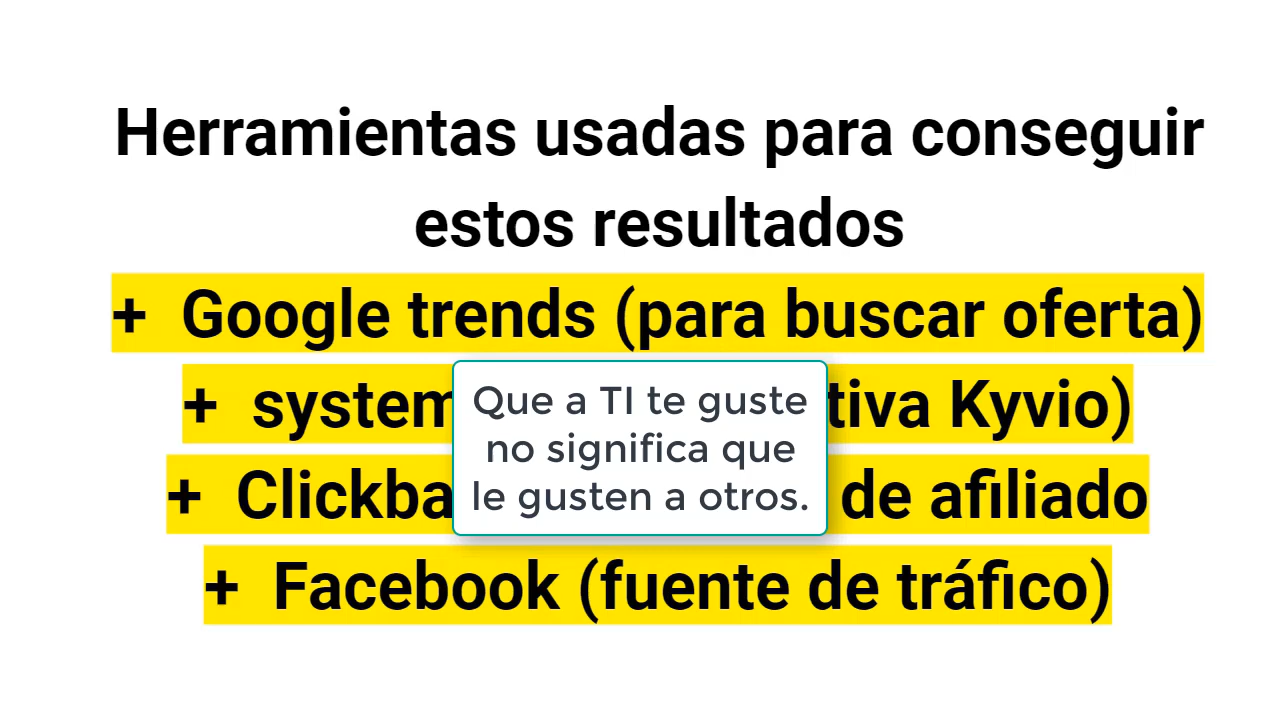 Herramientas usadas para conseguir
estos resultados
+ Google trends (para buscar oferta)
+ Kyvio)
+ de afiliado
+ Facebook (fuente de tráfico)
Que a TI te guste
no significa que
le gusten a otros.